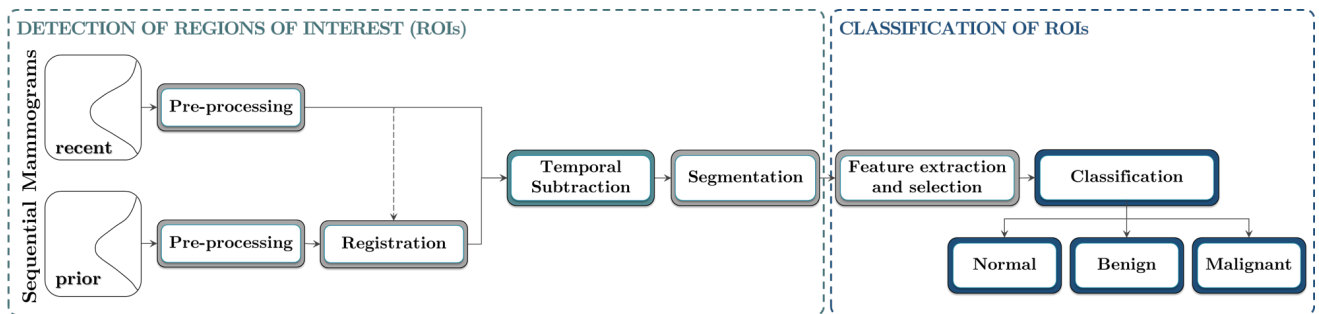 DETECTION OF REGIONS OF INTEREST (ROIs)
CLASSIFICATION OF ROIs
Sequential Mammograms
recent
Pre-processing
prior
Pre-processing
Registration
Temporal
Subtraction
Segmentation
Feature extraction
and selection
Classification
Normal
Benign
Malignant